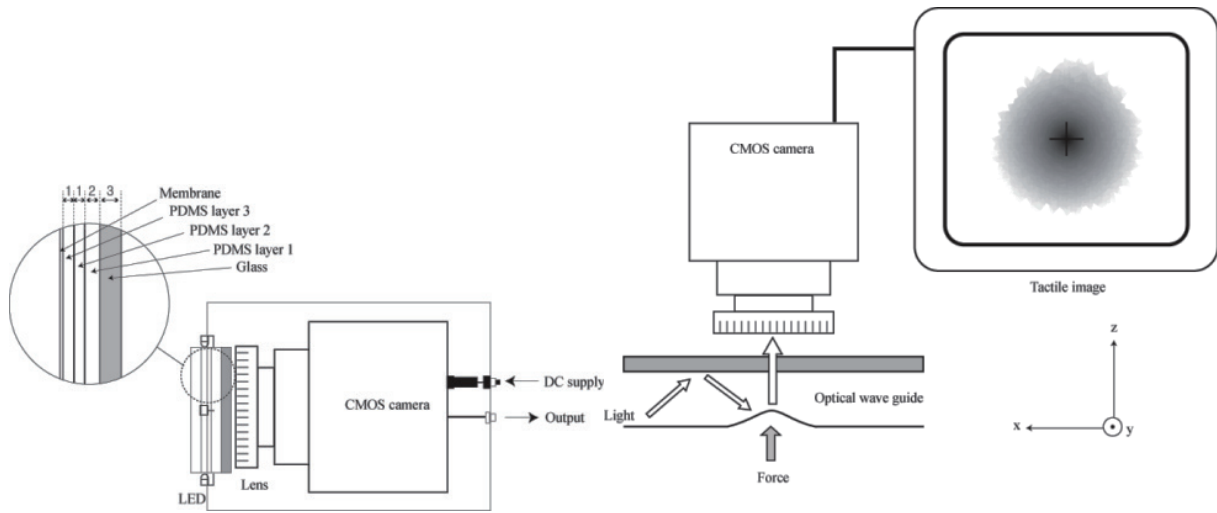 1 1 2 3
Membrane
PDMS layer 3
PDMS layer 2
PDMS layer 1
Glass
CMOS camera
DC supply
Output
LED
Lens
CMOS camera
Tactile image
Optical wave guide
Light
Force
z
x
y